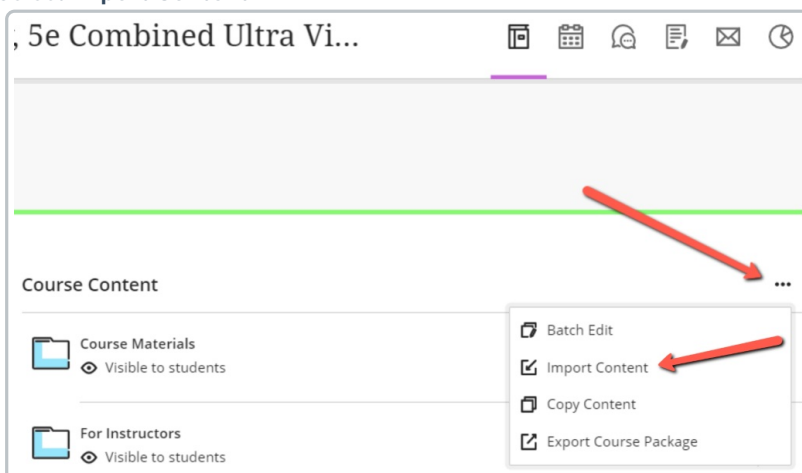 ; 5e Combined Ultra Vi...
Course Content
Batch Edit
Course Materials
Visible to students
Import Content
Copy Content
For Instructors
Visible to students
Export Course Package